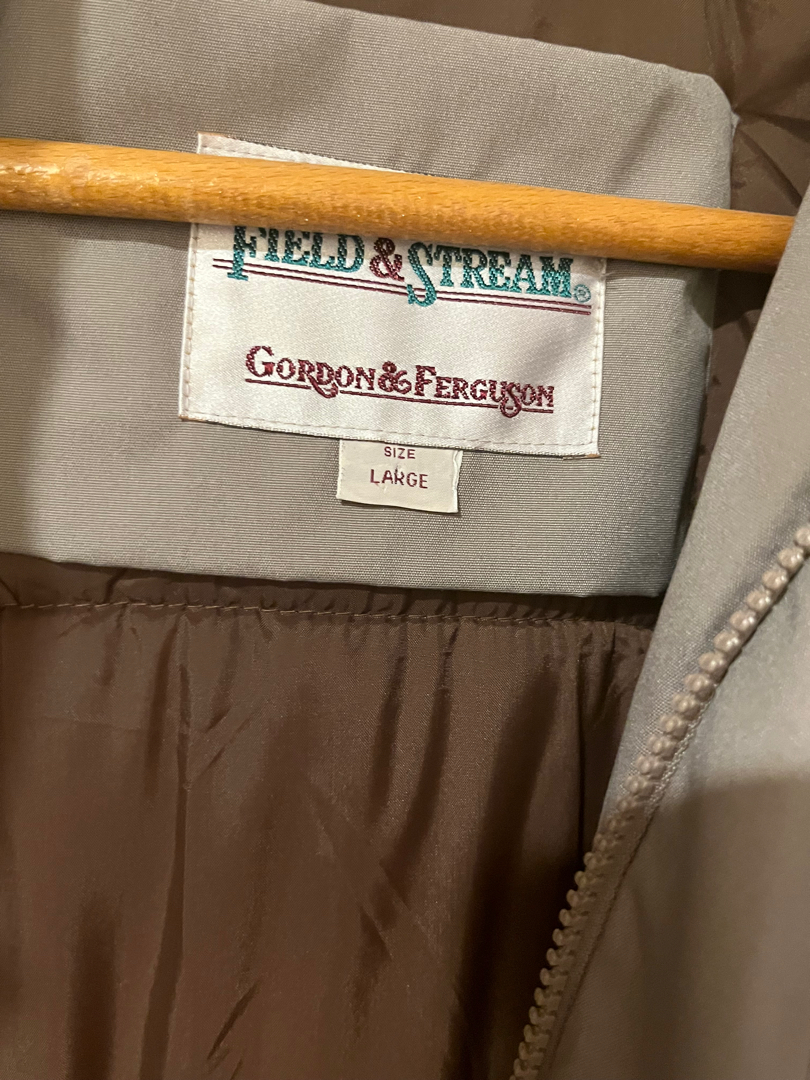 FIELD & STREAM®
GORDON & FERGUSON
SIZE
LARGE